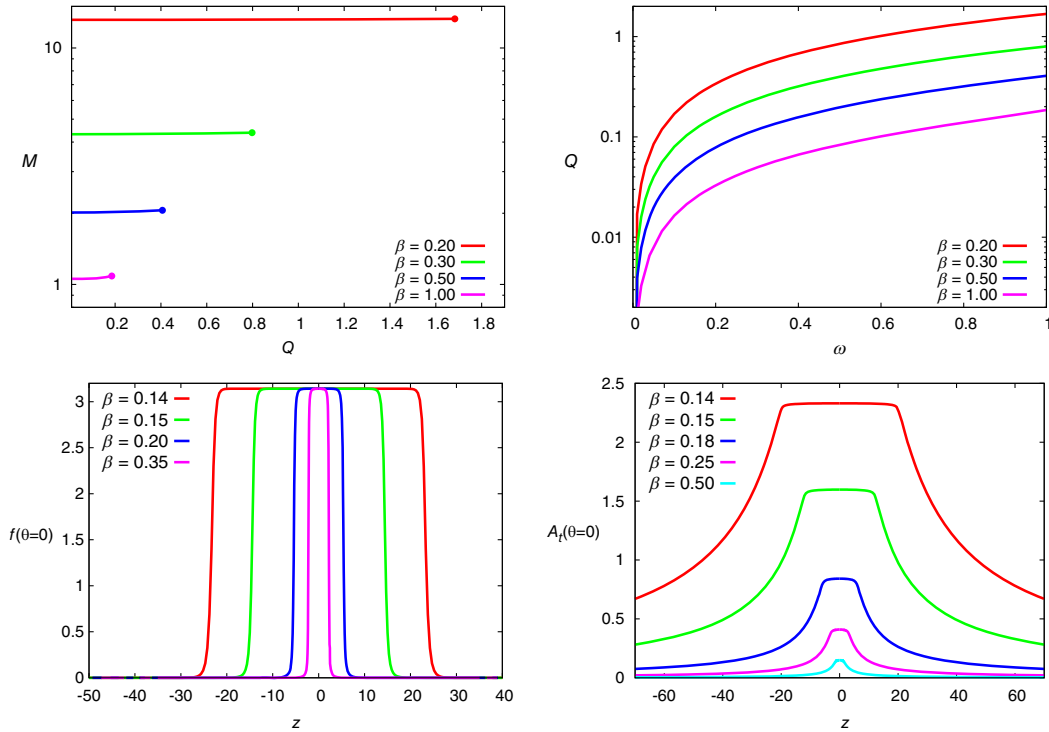 10
M
1
β = 0.20
β = 0.30
β = 0.50
β = 1.00
0.2 0.4 0.6 0.8 1 1.2 1.4 1.6 1.8
Q
1
0.1
Q
0.01
β = 0.20
β = 0.30
β = 0.50
β = 1.00
0 0.2 0.4 0.6 0.8 1
ω
β = 0.14
β = 0.15
β = 0.20
β = 0.35
3
2.5
2
1.5
f(θ=0)
1
0.5
0
-50 -40 -30 -20 -10 0 10 20 30 40
z
2.5
β = 0.14
β = 0.15
β = 0.18
β = 0.25
β = 0.50
2
1.5
A_t(θ=0)
1
0.5
0
-60 -40 -20 0 20 40 60
z